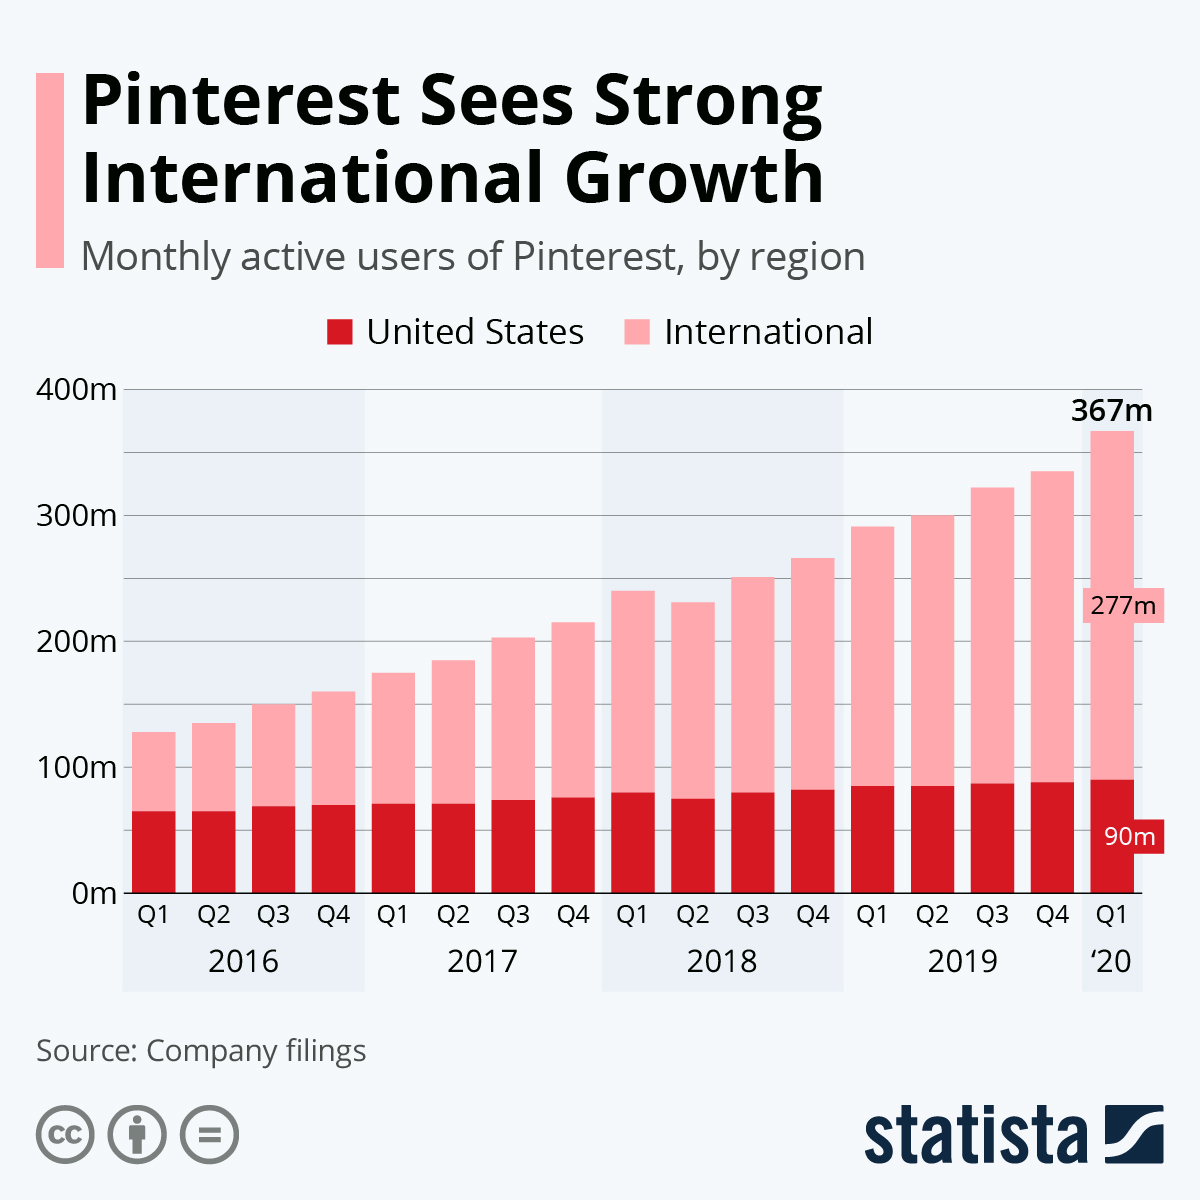 Pinterest Sees Strong
International Growth
Monthly active users of Pinterest, by region
United States International
400m
367m
300m
277m
200m
100m
90m
0m
Q1 Q2 Q3 Q4 Q1 Q2 Q3 Q4 Q1 Q2 Q3 Q4 Q1 Q2 Q3 Q4 Q1
2016 2017 2018 2019 ‘20
Source: Company filings
cc
statista